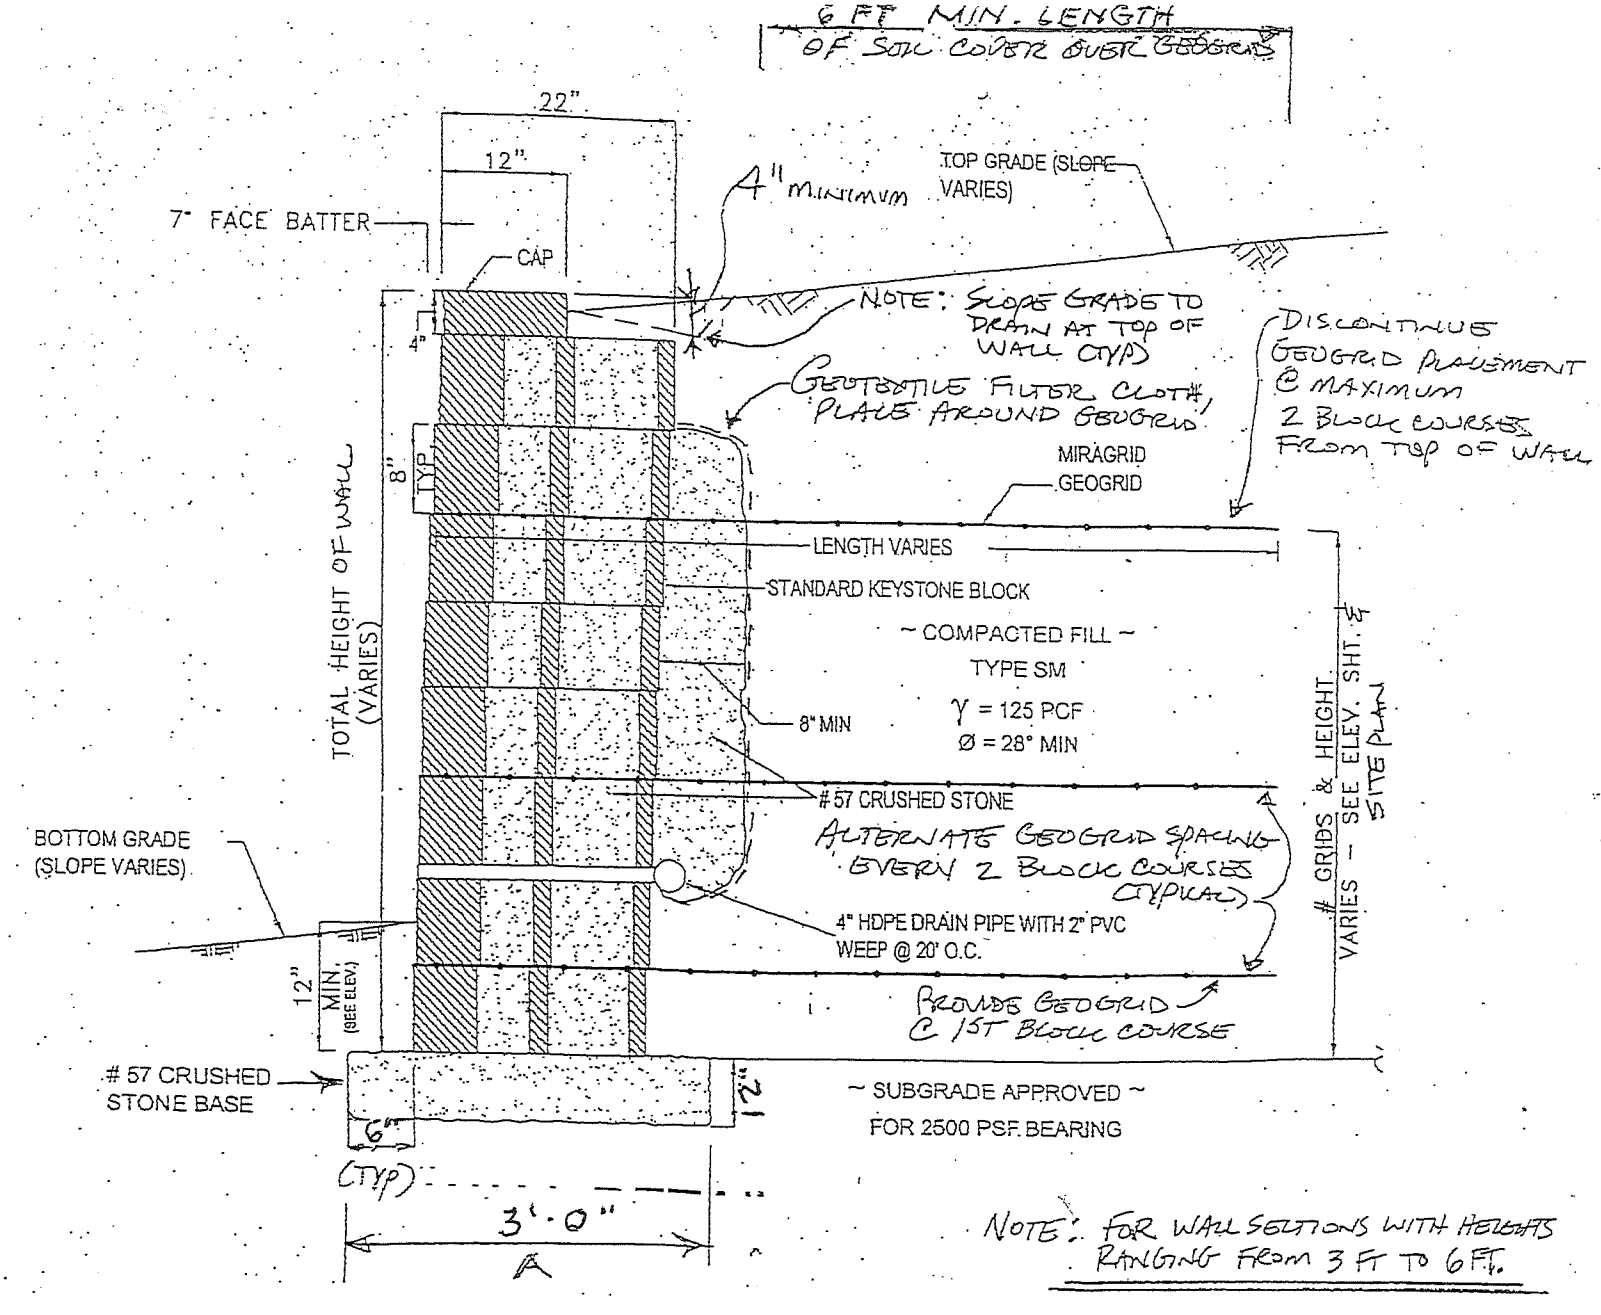 6 FT MIN. LENGTH
OF SOIL COVER OVER GEOGRID
22"
12"
4" MINIMUM
TOP GRADE (SLOPE
VARIES)
7° FACE BATTER
CAP
4"
NOTE: SLOPE GRADE TO
DRAIN AT TOP OF
WALL (TYP)
DISCONTINUE
GEOGRID PLACEMENT
@ MAXIMUM
2 BLOCK COURSES
FROM TOP OF WALL
GEOTEXTILE FILTER CLOTH,
PLACE AROUND GEOGRID.
8"
TYP
MIRAGRID
GEOGRID
LENGTH VARIES
STANDARD KEYSTONE BLOCK
TOTAL HEIGHT OF WALL
(VARIES)
~ COMPACTED FILL ~
TYPE SM
γ = 125 PCF
Ø = 28° MIN
8" MIN
# 57 CRUSHED STONE
ALTERNATE GEOGRID SPACING
EVERY 2 BLOCK COURSES
(TYPICAL)
# GRIDS & HEIGHT
VARIES - SEE ELEV. SHT. &
SITE PLAN
BOTTOM GRADE
(SLOPE VARIES)
4" HDPE DRAIN PIPE WITH 2" PVC
WEEP @ 20' O.C.
12"
MIN.
(SEE ELEV.)
PROVIDE GEOGRID
@ 1ST BLOCK COURSE
# 57 CRUSHED
STONE BASE
12"
~ SUBGRADE APPROVED ~
FOR 2500 PSF BEARING
6"
(TYP)
3'-0"
A
NOTE: FOR WALL SECTIONS WITH HEIGHTS
RANGING FROM 3 FT TO 6 FT.